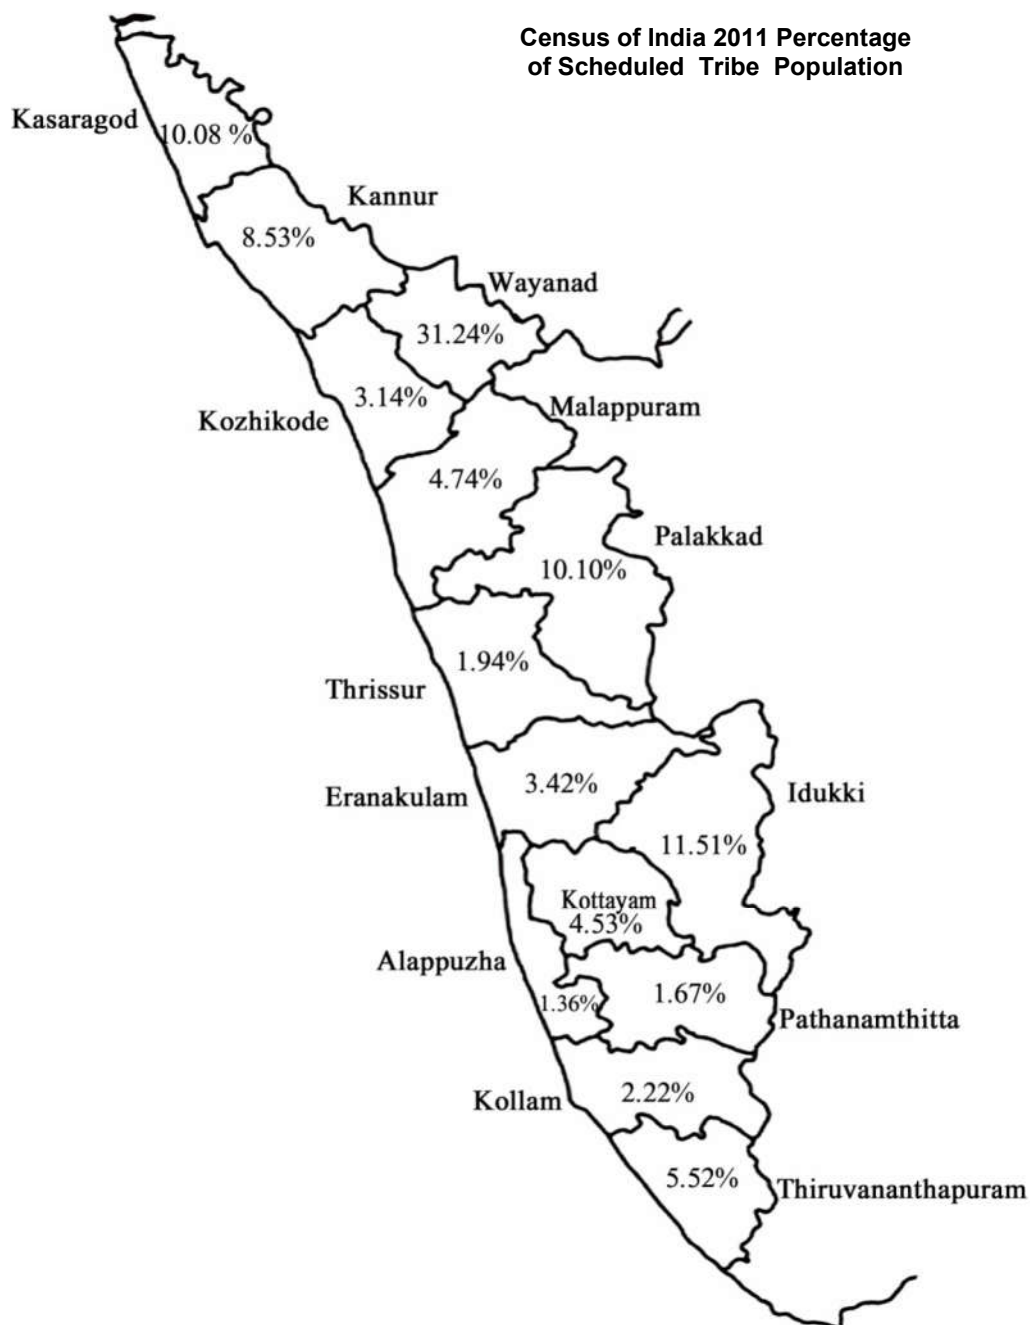 Census of India 2011 Percentage
of Scheduled Tribe Population
Kasaragod
10.08 %
Kannur
8.53%
Wayanad
31.24%
3.14%
Kozhikode
Malappuram
4.74%
Palakkad
10.10%
1.94%
Thrissur
3.42%
Eranakulam
Idukki
11.51%
Kottayam
4.53%
Alappuzha
1.36%
1.67%
Pathanamthitta
Kollam
2.22%
5.52%
Thiruvananthapuram